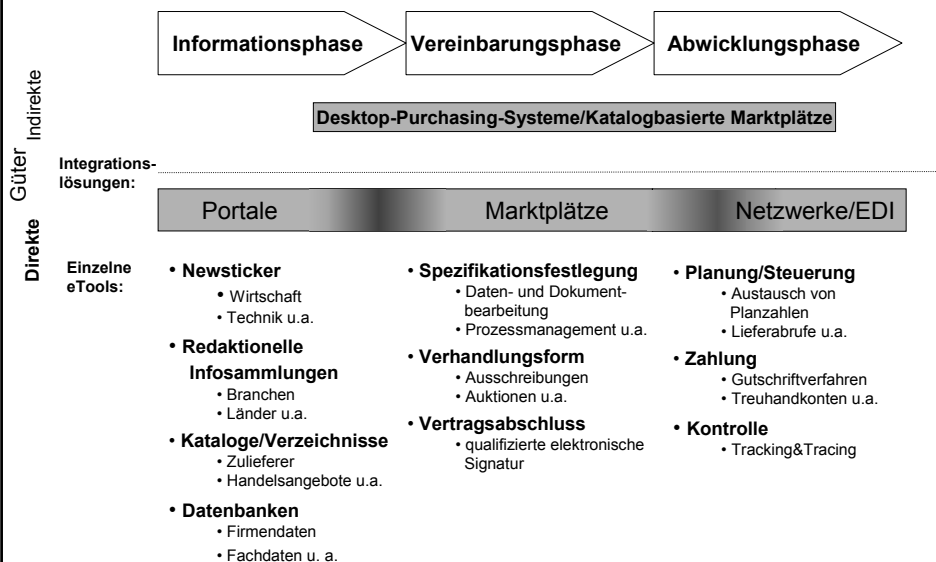 Informationsphase
Vereinbarungsphase
Abwicklungsphase
Güter
Indirekte
Desktop-Purchasing-Systeme/Katalogbasierte Marktplätze
Direkte
Integrations-
lösungen:
Portale
Marktplätze
Netzwerke/EDI
Einzelne
eTools:
• Newsticker
• Wirtschaft
• Technik u.a.
• Redaktionelle
Infosammlungen
• Branchen
• Länder u.a.
• Kataloge/Verzeichnisse
• Zulieferer
• Handelsangebote u.a.
• Datenbanken
• Firmendaten
• Fachdaten u. a.
• Spezifikationsfestlegung
• Daten- und Dokument-
bearbeitung
• Prozessmanagement u.a.
• Verhandlungsform
• Ausschreibungen
• Auktionen u.a.
• Vertragsabschluss
• qualifizierte elektronische
Signatur
• Planung/Steuerung
• Austausch von
Planzahlen
• Lieferabrufe u.a.
• Zahlung
• Gutschriftverfahren
• Treuhandkonten u.a.
• Kontrolle
• Tracking&Tracing